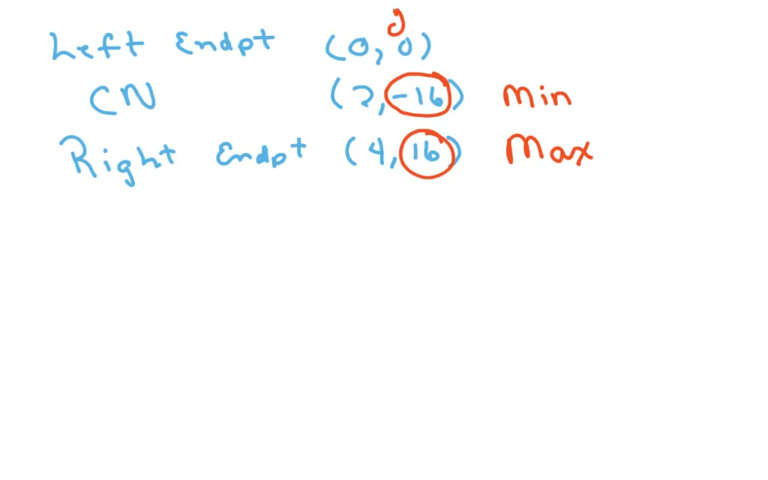 Left Endpt (0, 0)
CN (2, -16) Min
Right Endpt (4, 16) Max